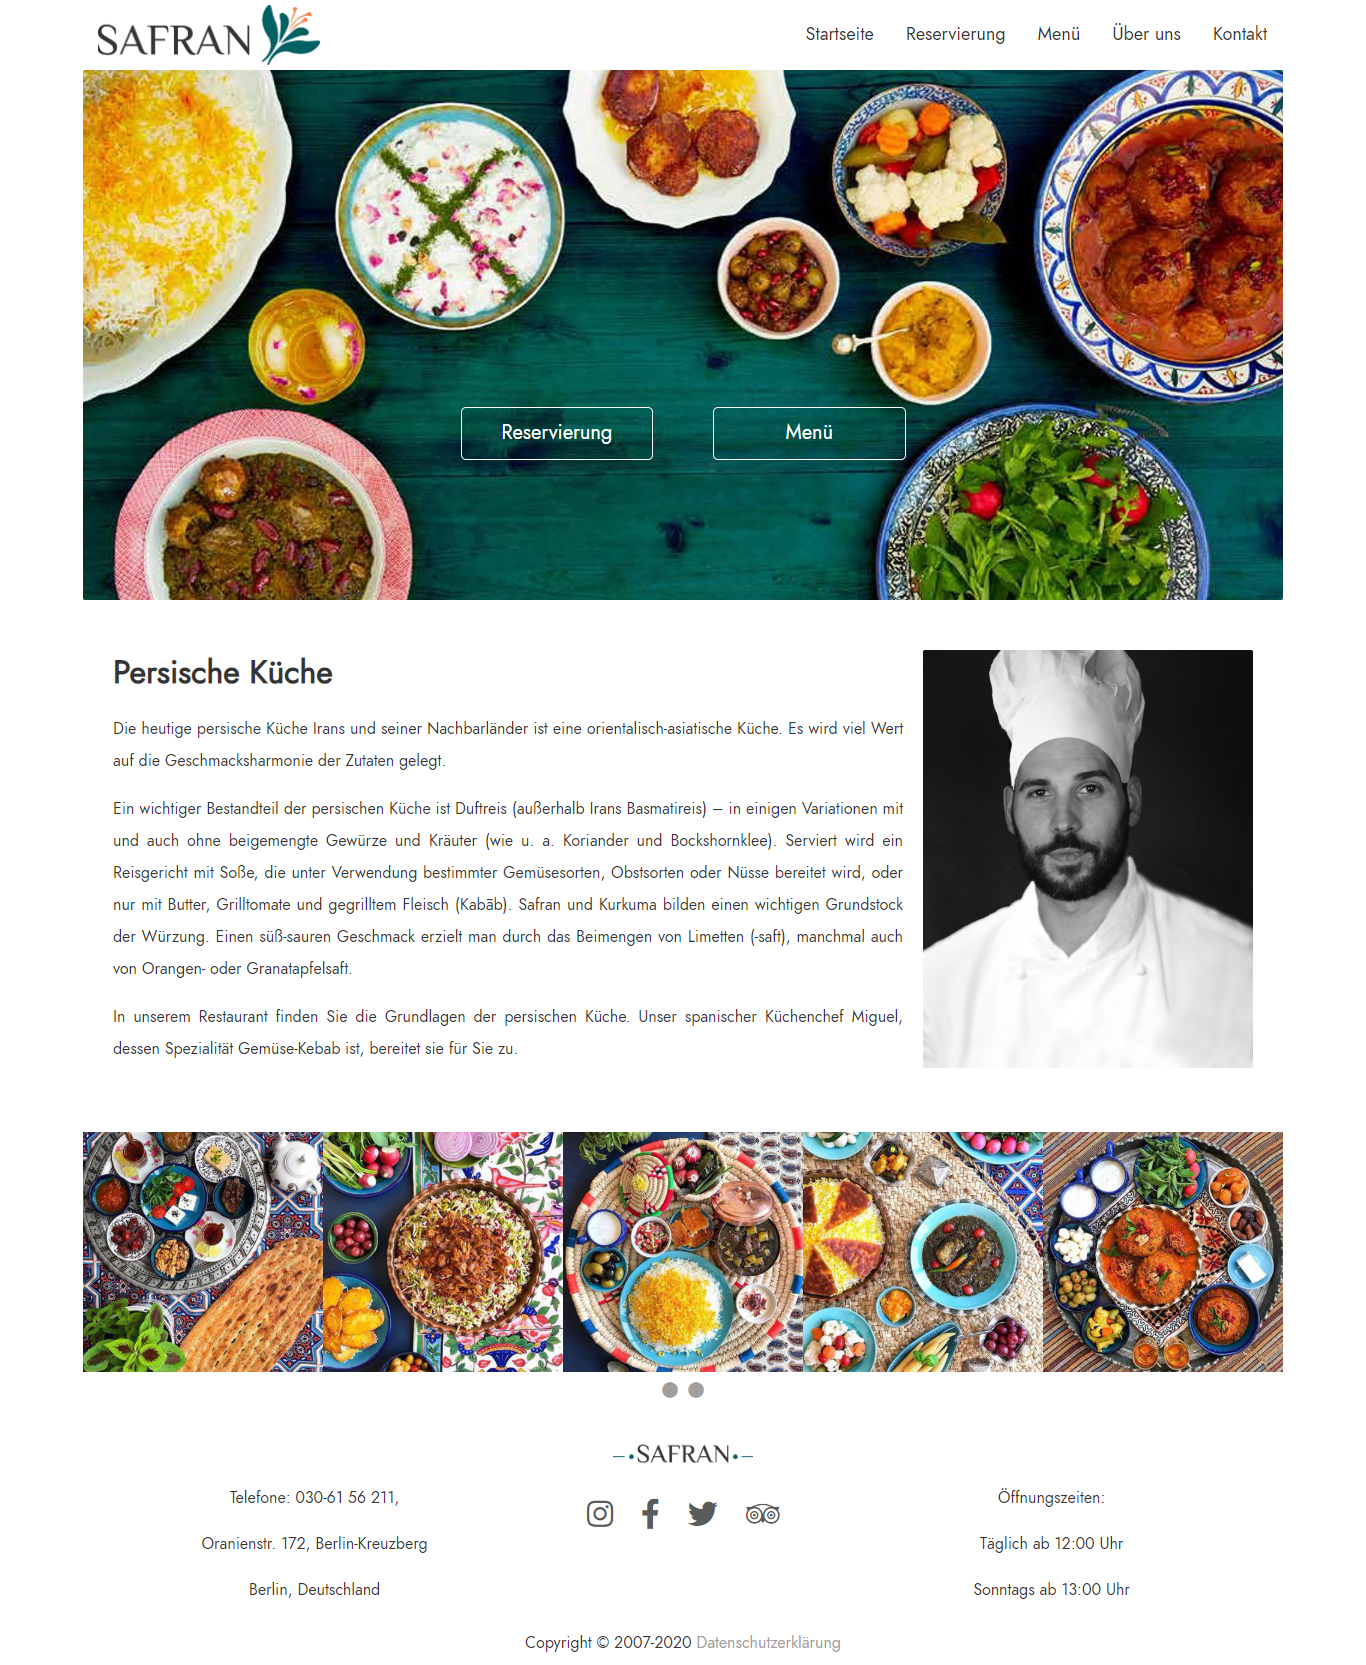 SAFRAN
Startseite Reservierung Menü Über uns Kontakt
Reservierung Menü
Persische Küche
Die heutige persische Küche Irans und seiner Nachbarländer ist eine orientalisch-asiatische Küche. Es wird viel Wert
auf die Geschmacksharmonie der Zutaten gelegt.
Ein wichtiger Bestandteil der persischen Küche ist Duftreis (außerhalb Irans Basmatireis) – in einigen Variationen mit
und auch ohne beigemengte Gewürze und Kräuter (wie u. a. Koriander und Bockshornklee). Serviert wird ein
Reisgericht mit Soße, die unter Verwendung bestimmter Gemüsesorten, Obstsorten oder Nüsse bereitet wird, oder
nur mit Butter, Grilltomate und gegrilltem Fleisch (Kabāb). Safran und Kurkuma bilden einen wichtigen Grundstock
der Würzung. Einen süß-sauren Geschmack erzielt man durch das Beimengen von Limetten (-saft), manchmal auch
von Orangen- oder Granatapfelsaft.
In unserem Restaurant finden Sie die Grundlagen der persischen Küche. Unser spanischer Küchenchef Miguel,
dessen Spezialität Gemüse-Kebab ist, bereitet sie für Sie zu.
SAFRAN
Telefone: 030-61 56 211,
Oranienstr. 172, Berlin-Kreuzberg
Berlin, Deutschland
Öffnungszeiten:
Täglich ab 12:00 Uhr
Sonntags ab 13:00 Uhr
Copyright © 2007-2020 Datenschutzerklärung